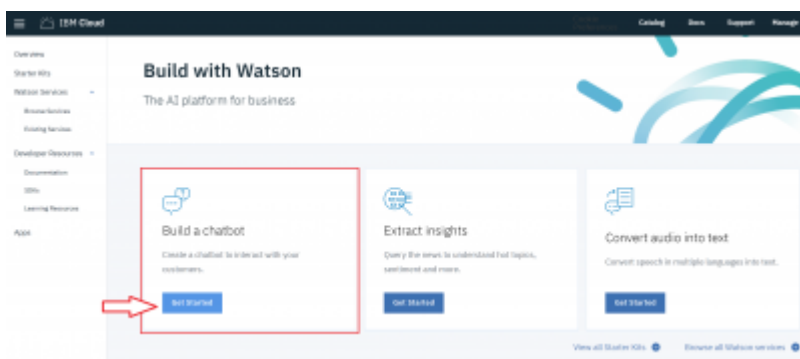 IBM Cloud
Catalog
Docs
Support
Manage
Overview
Starter Kits
Watson Services
Browse Services
Existing Services
Developer Resources
Documentation
SDKs
Learning Resources
Apps
Build with Watson
The AI platform for business
Build a chatbot
Create a chatbot to interact with your
customers.
Get Started
Extract insights
Query the news to understand hot topics,
sentiment and more.
Get Started
Convert audio into text
Convert speech in multiple languages into text.
Get Started
View all Starter Kits
Browse all Watson services